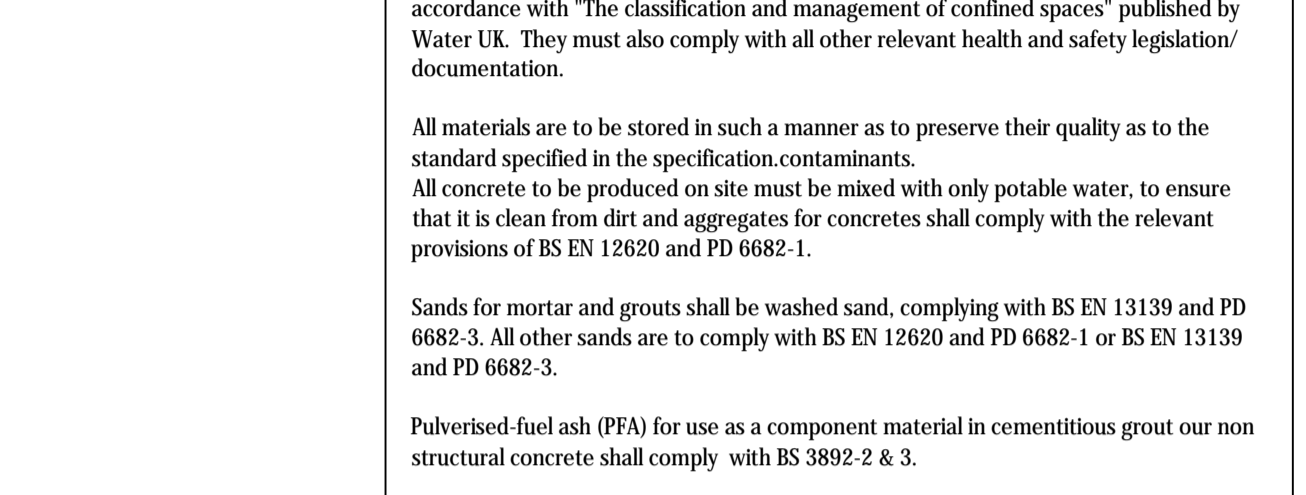 accordance with "The classification and management of confined spaces" published by
Water UK.  They must also comply with all other relevant health and safety legislation/
documentation.
All materials are to be stored in such a manner as to preserve their quality as to the
standard specified in the specification.contaminants.
All concrete to be produced on site must be mixed with only potable water, to ensure
that it is clean from dirt and aggregates for concretes shall comply with the relevant
provisions of BS EN 12620 and PD 6682-1.
Sands for mortar and grouts shall be washed sand, complying with BS EN 13139 and PD
6682-3. All other sands are to comply with BS EN 12620 and PD 6682-1 or BS EN 13139
and PD 6682-3.
Pulverised-fuel ash (PFA) for use as a component material in cementitious grout our non
structural concrete shall comply  with BS 3892-2 & 3.